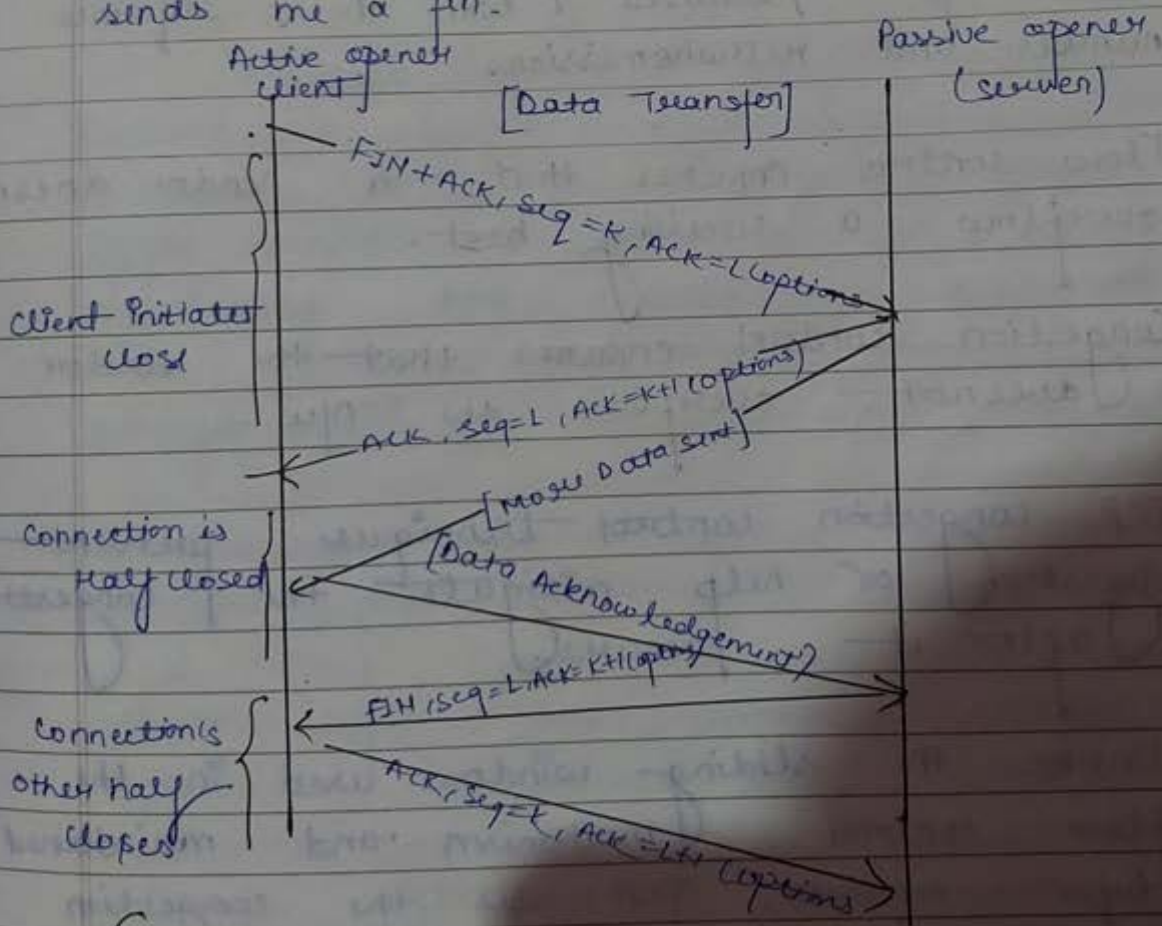 sends me a fin.
Active opener
client]
Passive opener
(server)
[Data Transfer]
FIN+ACK, seq=K, ACK=L(options
Client Initiates
close
ACK, seq=L, ACK=K+1(options)
[More Data sent]
Connection is
Half closed
[Data Acknowledgement]
FIN, seq=L, ACK=K+1(options)
Connection's
other half
closes
ACK, seq=K, ACK=L+1 (options)